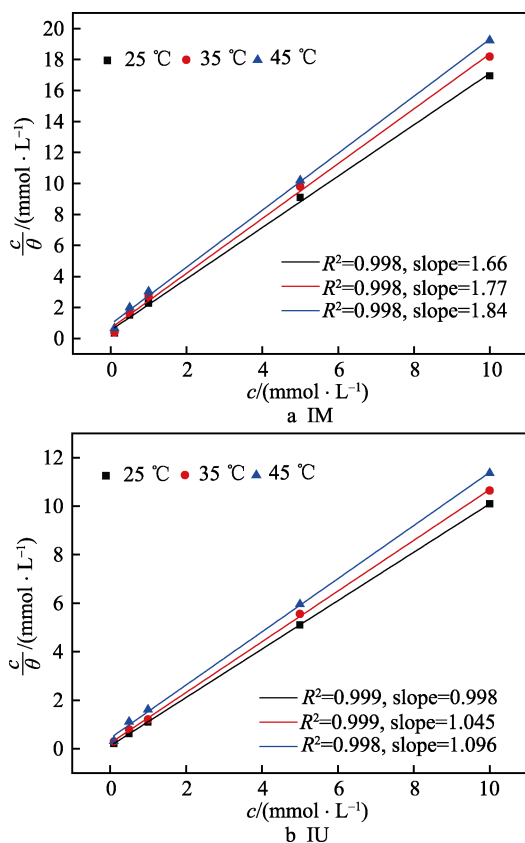 20
18
16
14
12
10
8
6
4
2
0
c/θ/(mmol·L⁻¹)
25 ℃ 35 ℃ 45 ℃
R²=0.998, slope=1.66
R²=0.998, slope=1.77
R²=0.998, slope=1.84
0 2 4 6 8 10
c/(mmol·L⁻¹)
a IM
12
10
8
6
4
2
0
c/θ/(mmol·L⁻¹)
25 ℃ 35 ℃ 45 ℃
R²=0.999, slope=0.998
R²=0.999, slope=1.045
R²=0.998, slope=1.096
0 2 4 6 8 10
c/(mmol·L⁻¹)
b IU